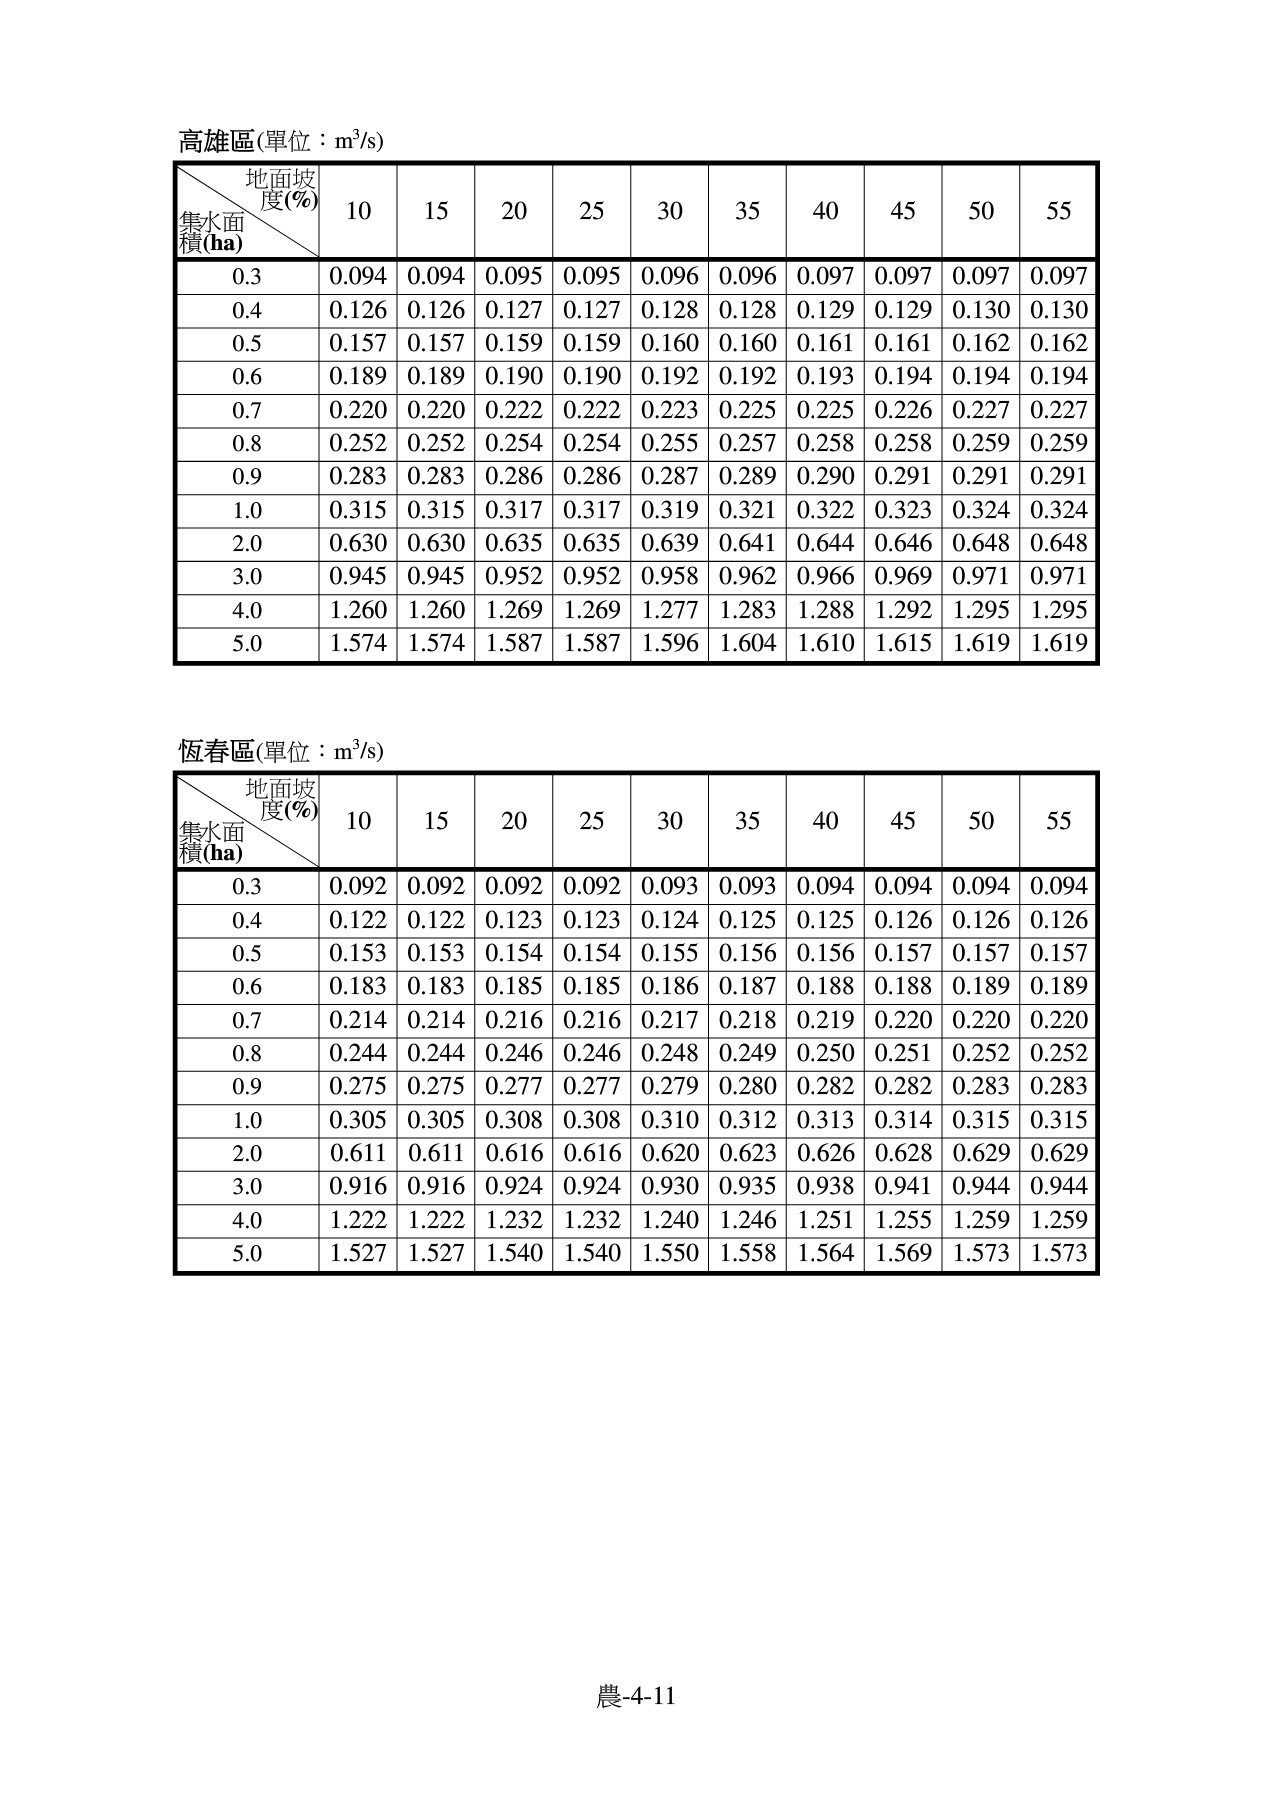 高雄區(單位：m³/s)
地面坡度(%) 集水面積(ha) 10 15 20 25 30 35 40 45 50 55
0.3 0.094 0.094 0.095 0.095 0.096 0.096 0.097 0.097 0.097 0.097
0.4 0.126 0.126 0.127 0.127 0.128 0.128 0.129 0.129 0.130 0.130
0.5 0.157 0.157 0.159 0.159 0.160 0.160 0.161 0.161 0.162 0.162
0.6 0.189 0.189 0.190 0.190 0.192 0.192 0.193 0.194 0.194 0.194
0.7 0.220 0.220 0.222 0.222 0.223 0.225 0.225 0.226 0.227 0.227
0.8 0.252 0.252 0.254 0.254 0.255 0.257 0.258 0.258 0.259 0.259
0.9 0.283 0.283 0.286 0.286 0.287 0.289 0.290 0.291 0.291 0.291
1.0 0.315 0.315 0.317 0.317 0.319 0.321 0.322 0.323 0.324 0.324
2.0 0.630 0.630 0.635 0.635 0.639 0.641 0.644 0.646 0.648 0.648
3.0 0.945 0.945 0.952 0.952 0.958 0.962 0.966 0.969 0.971 0.971
4.0 1.260 1.260 1.269 1.269 1.277 1.283 1.288 1.292 1.295 1.295
5.0 1.574 1.574 1.587 1.587 1.596 1.604 1.610 1.615 1.619 1.619
恆春區(單位：m³/s)
地面坡度(%) 集水面積(ha) 10 15 20 25 30 35 40 45 50 55
0.3 0.092 0.092 0.092 0.092 0.093 0.093 0.094 0.094 0.094 0.094
0.4 0.122 0.122 0.123 0.123 0.124 0.125 0.125 0.126 0.126 0.126
0.5 0.153 0.153 0.154 0.154 0.155 0.156 0.156 0.157 0.157 0.157
0.6 0.183 0.183 0.185 0.185 0.186 0.187 0.188 0.188 0.189 0.189
0.7 0.214 0.214 0.216 0.216 0.217 0.218 0.219 0.220 0.220 0.220
0.8 0.244 0.244 0.246 0.246 0.248 0.249 0.250 0.251 0.252 0.252
0.9 0.275 0.275 0.277 0.277 0.279 0.280 0.282 0.282 0.283 0.283
1.0 0.305 0.305 0.308 0.308 0.310 0.312 0.313 0.314 0.315 0.315
2.0 0.611 0.611 0.616 0.616 0.620 0.623 0.626 0.628 0.629 0.629
3.0 0.916 0.916 0.924 0.924 0.930 0.935 0.938 0.941 0.944 0.944
4.0 1.222 1.222 1.232 1.232 1.240 1.246 1.251 1.255 1.259 1.259
5.0 1.527 1.527 1.540 1.540 1.550 1.558 1.564 1.569 1.573 1.573
農-4-11